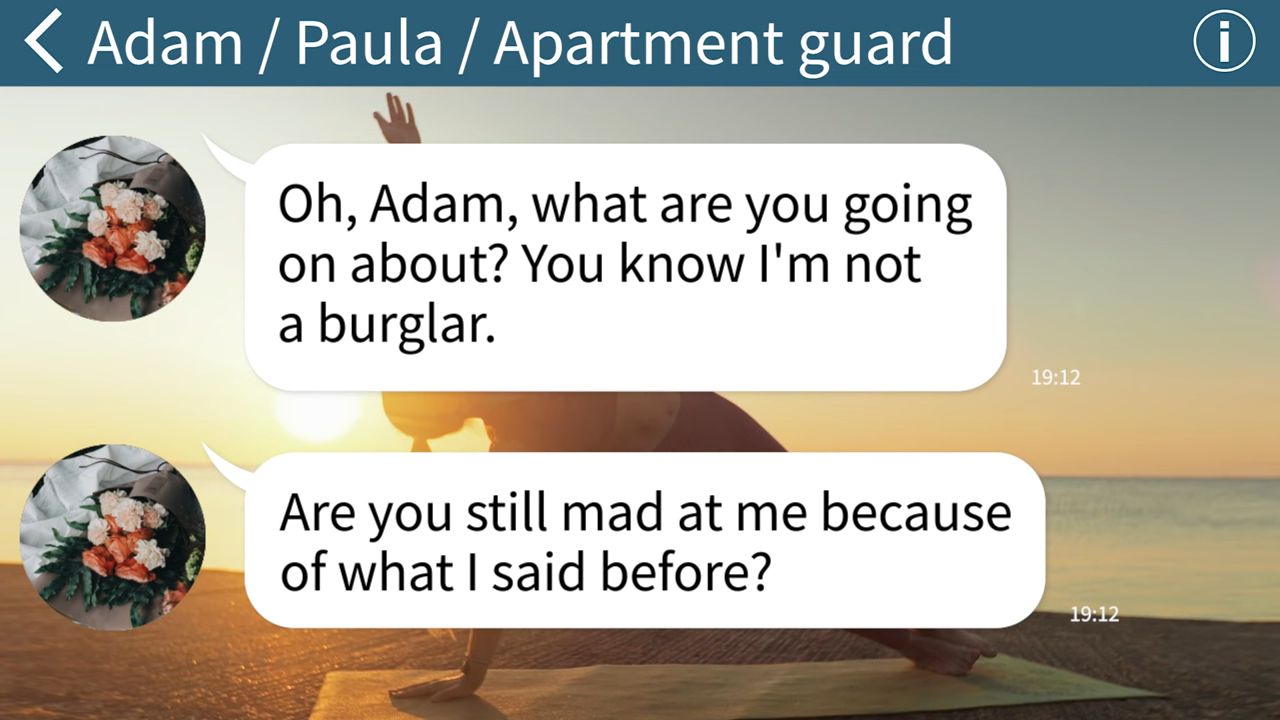 Adam / Paula / Apartment guard
Oh, Adam, what are you going
on about? You know I'm not
a burglar.
19:12
Are you still mad at me because
of what I said before?
19:12